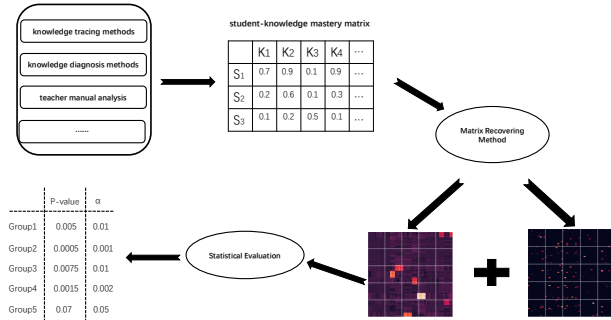 knowledge tracing methods
knowledge diagnosis methods
teacher manual analysis
......
student-knowledge mastery matrix
K1 K2 K3 K4 ...
S1 0.7 0.9 0.1 0.9 ...
S2 0.2 0.6 0.1 0.3 ...
S3 0.1 0.2 0.5 0.1 ...
Matrix Recovering
Method
Statistical Evaluation
P-value α
Group1 0.005 0.01
Group2 0.0005 0.001
Group3 0.0075 0.01
Group4 0.0015 0.002
Group5 0.07 0.05